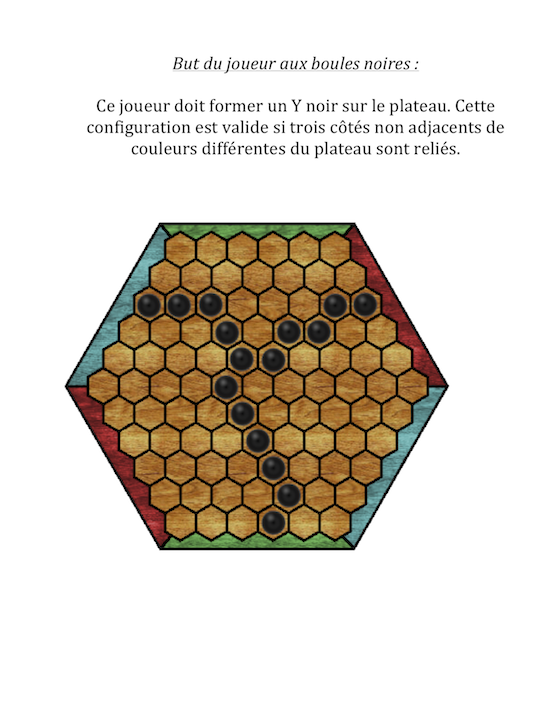 But du joueur aux boules noires :
Ce joueur doit former un Y noir sur le plateau. Cette
configuration est valide si trois côtés non adjacents de
couleurs différentes du plateau sont reliés.